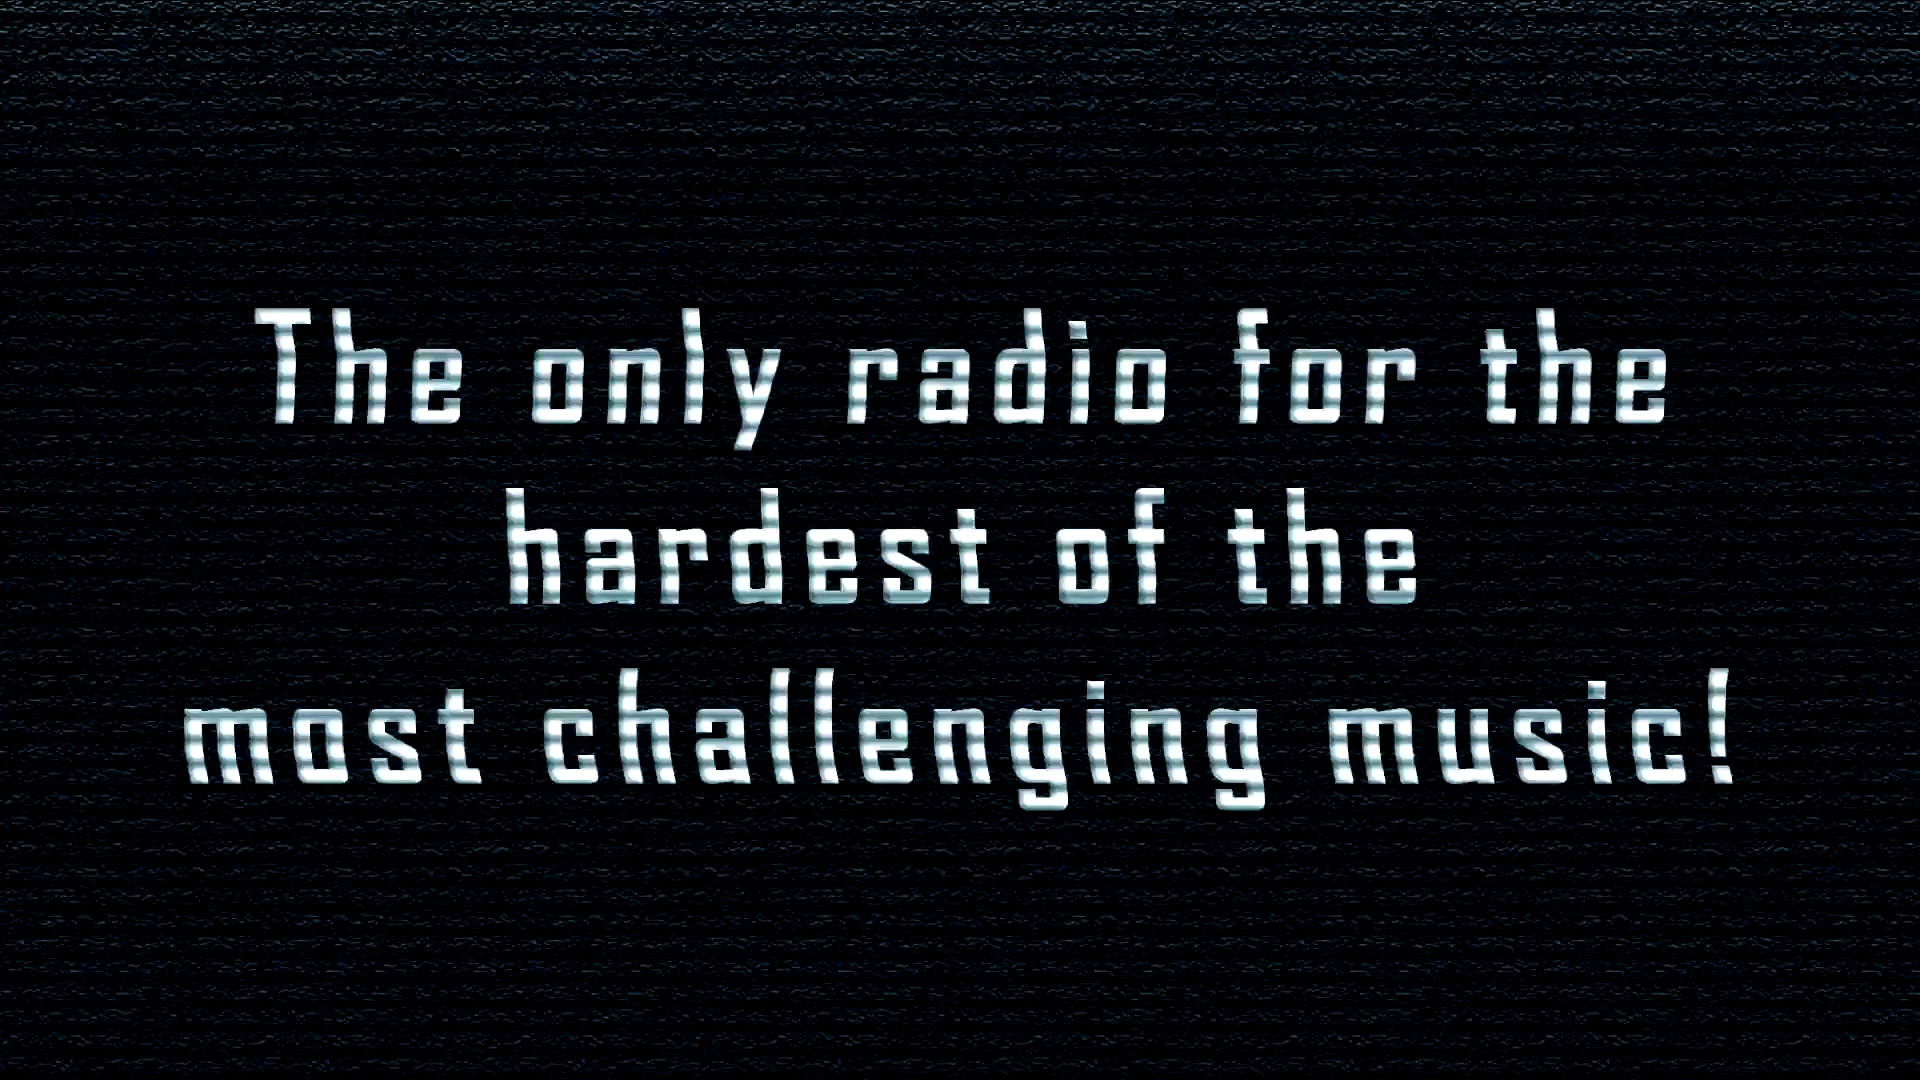 The only radio for the
hardest of the
most challenging music!